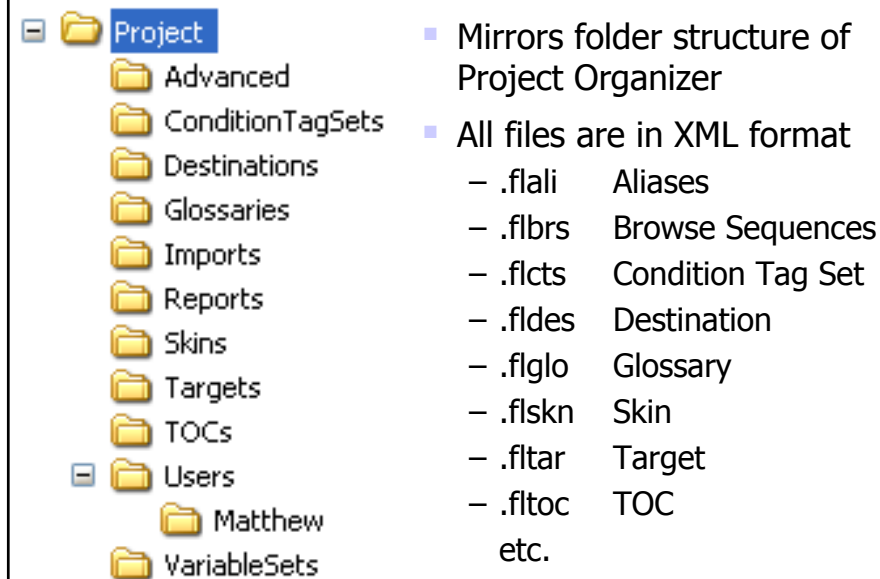 Project
Advanced
ConditionTagSets
Destinations
Glossaries
Imports
Reports
Skins
Targets
TOCs
Users
Matthew
VariableSets
Mirrors folder structure of
Project Organizer
All files are in XML format
– .flali Aliases
– .flbrs Browse Sequences
– .flcts Condition Tag Set
– .fldes Destination
– .flglo Glossary
– .flskn Skin
– .fltar Target
– .fltoc TOC
etc.